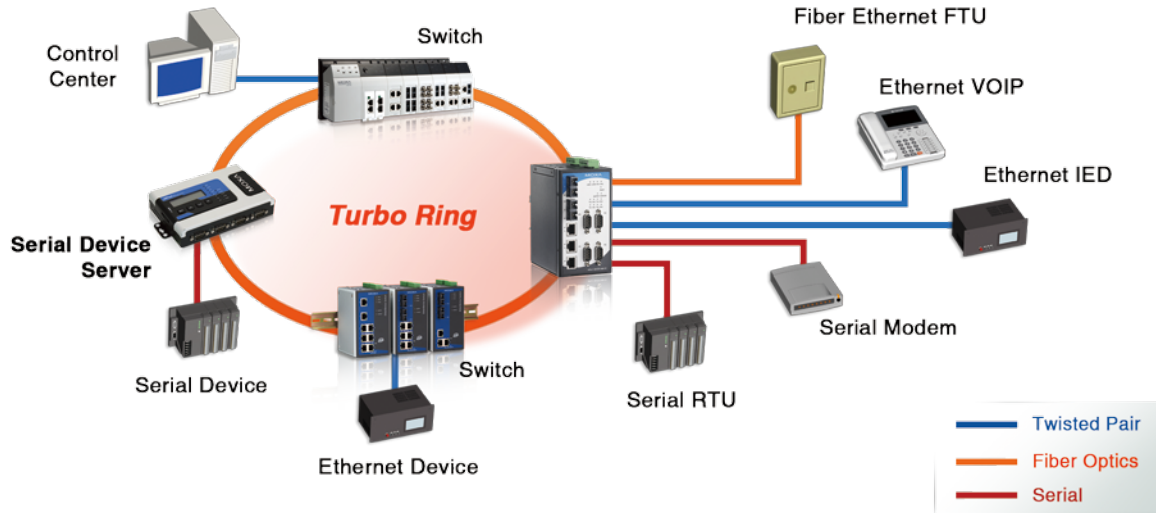 Fiber Ethernet FTU
Control
Center
Switch
Ethernet VOIP
Ethernet IED
MOXA
Turbo Ring
Serial Device
Server
Serial Modem
Switch
Serial Device
Serial RTU
Ethernet Device
Twisted Pair
Fiber Optics
Serial